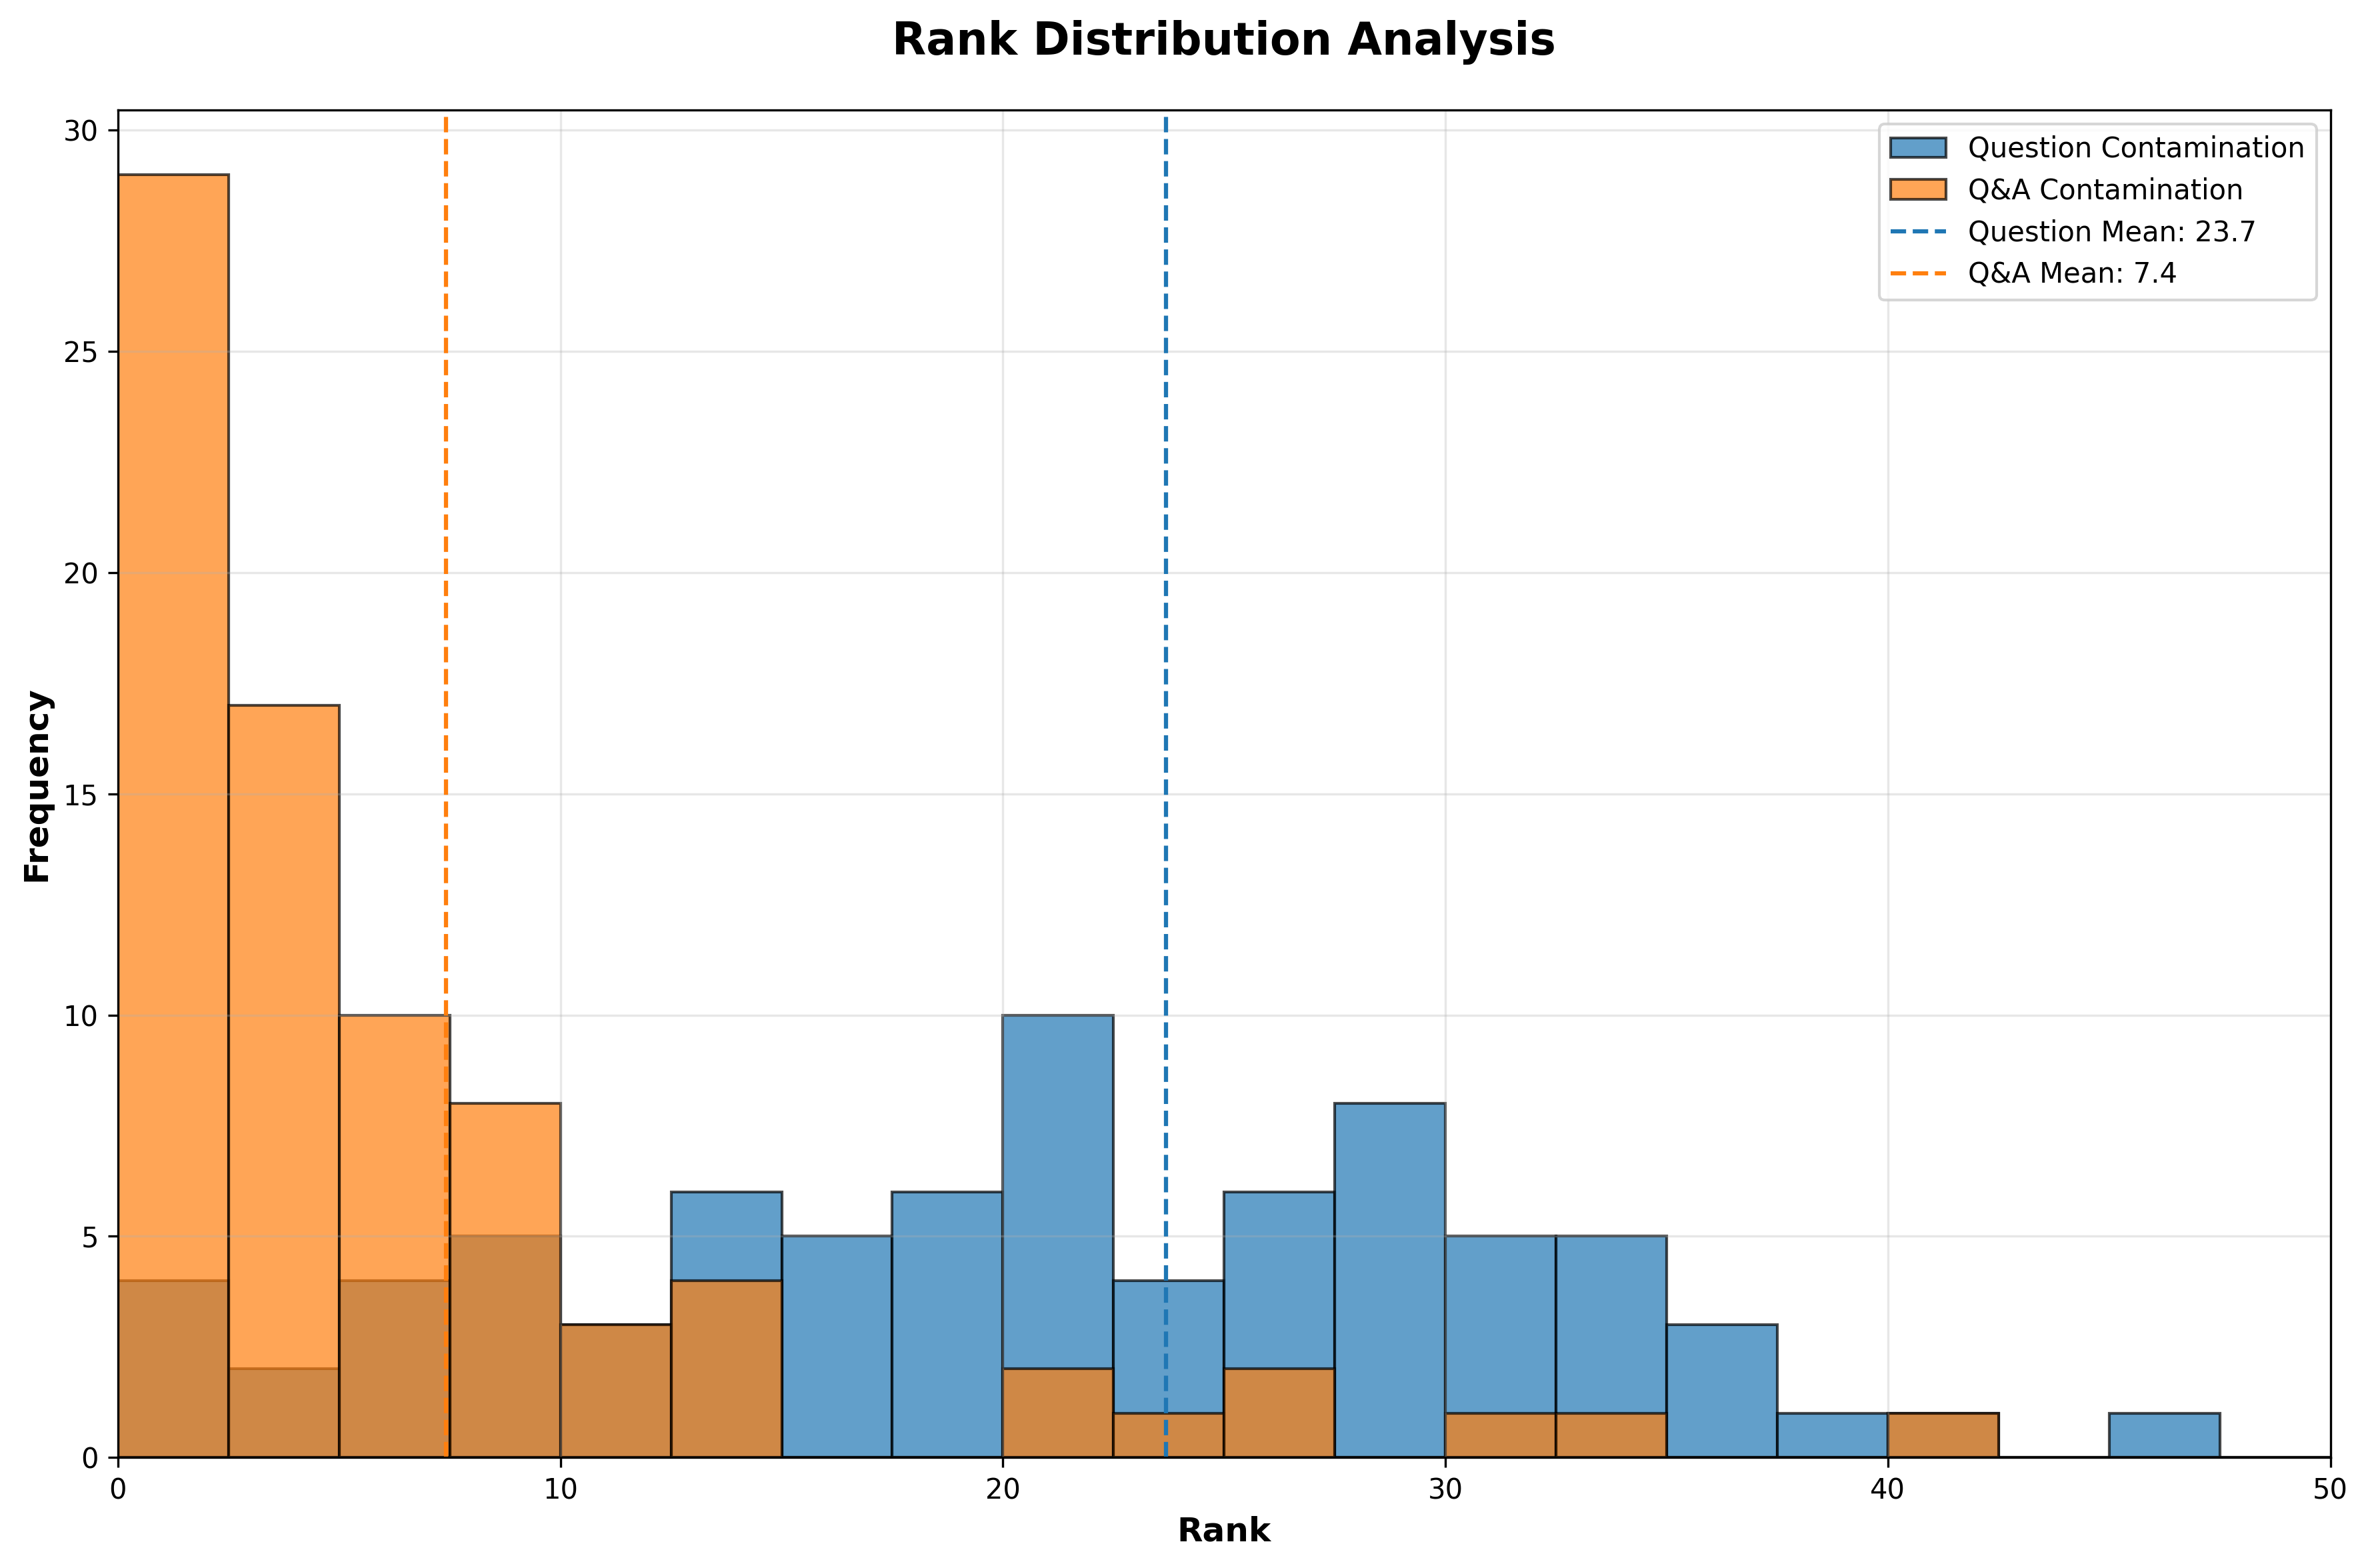 Rank Distribution Analysis
Question Contamination
Q&A Contamination
Question Mean: 23.7
Q&A Mean: 7.4
Frequency
30
25
20
15
10
5
0
0 10 20 30 40 50
Rank